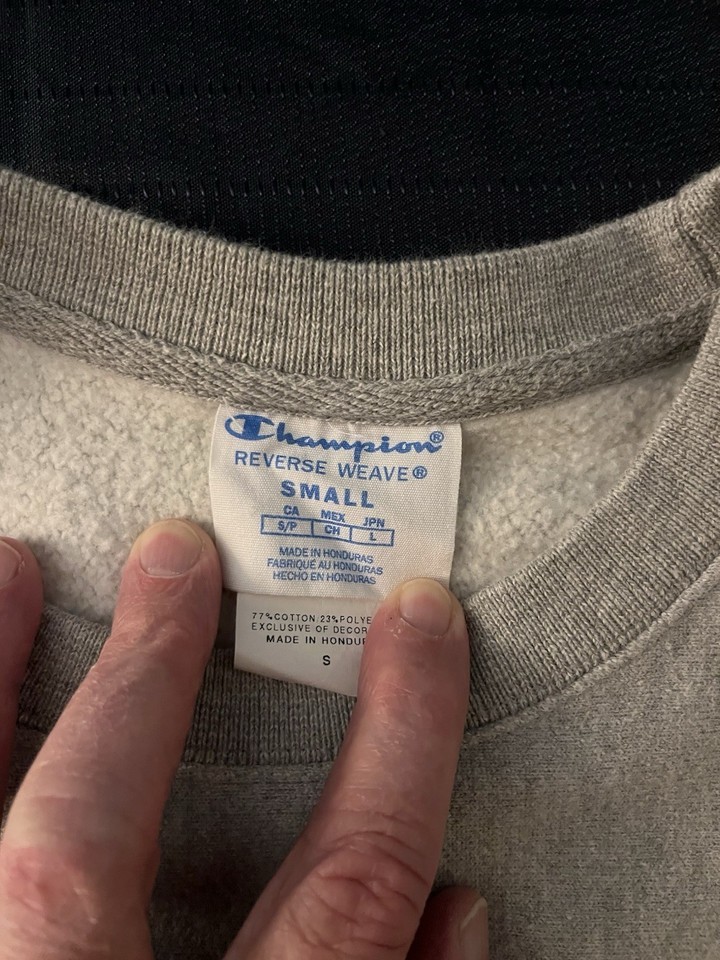 Champion®
REVERSE WEAVE®
SMALL
CA MEX JPN
S/P CH L
MADE IN HONDURAS
FABRIQUÉ AU HONDURAS
HECHO EN HONDURAS
77%COTTON 23%POLYE
EXCLUSIVE OF DECOR
MADE IN HONDU
S